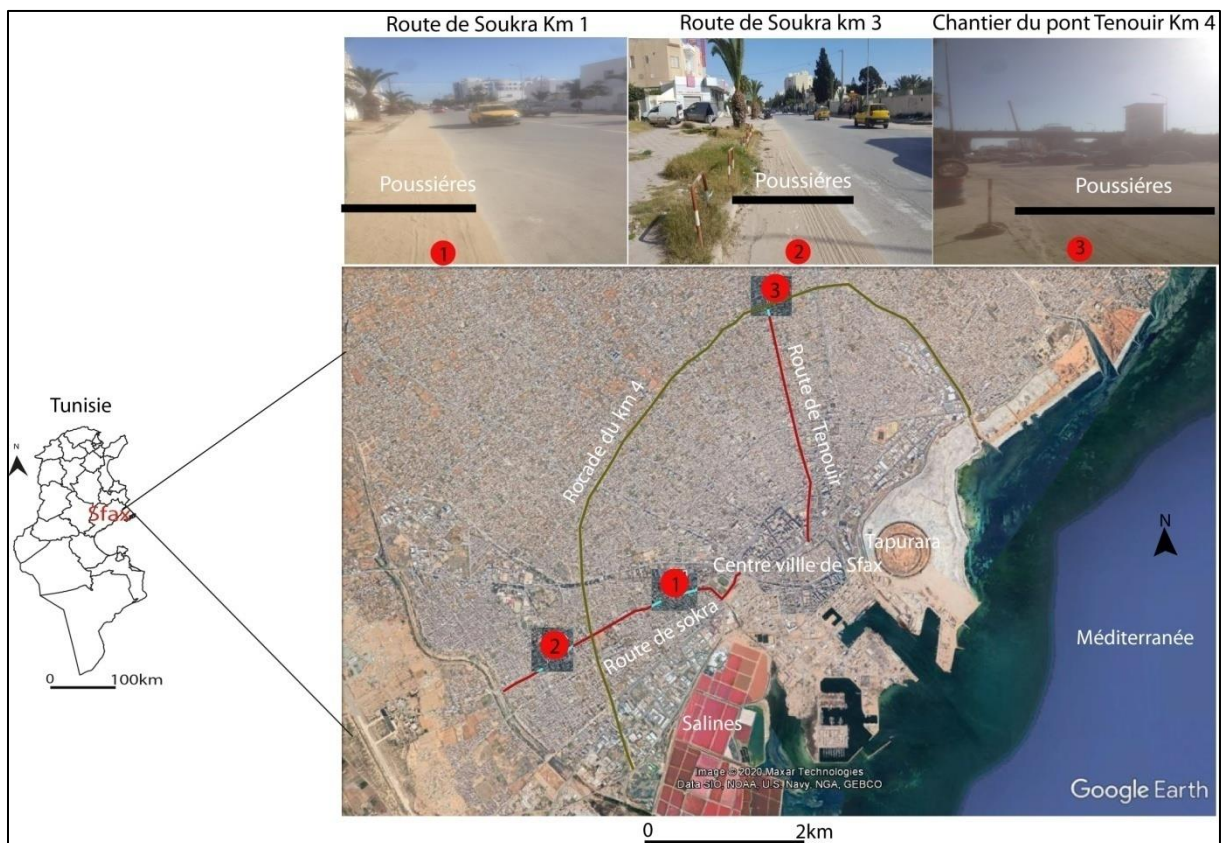 Route de Soukra Km 1
Route de Soukra km 3
Chantier du pont Tenouir Km 4
Poussiéres
Poussiéres
Poussiéres
1
2
3
3
Route de Tenouir
Rocade du km 4
Tunisie
N
Sfax
0 100km
Tapurara
Centre villle de Sfax
N
1
2
Route de sokra
Méditerranée
Salines
Image © 2020 Maxar Technologies
Data SIO, NOAA, U.S. Navy, NGA, GEBCO
Google Earth
0 2km